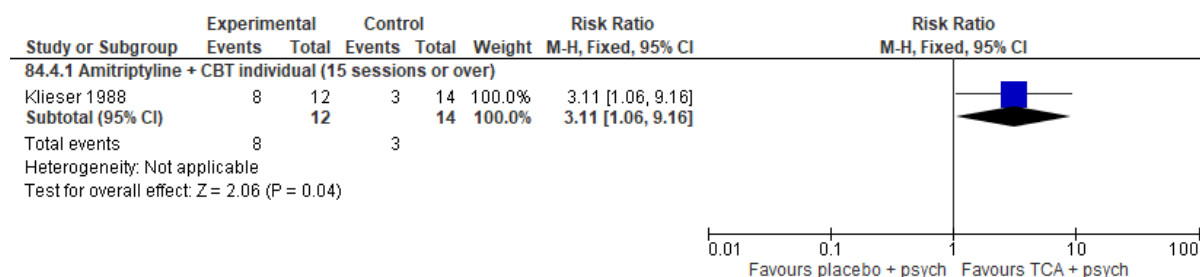 Experimental Control Risk Ratio Risk Ratio
Study or Subgroup Events Total Events Total Weight M-H, Fixed, 95% CI M-H, Fixed, 95% CI
84.4.1 Amitriptyline + CBT individual (15 sessions or over)
Klieser 1988 8 12 3 14 100.0% 3.11 [1.06, 9.16]
Subtotal (95% CI) 12 14 100.0% 3.11 [1.06, 9.16]
Total events 8 3
Heterogeneity: Not applicable
Test for overall effect: Z = 2.06 (P = 0.04)
0.01 0.1 1 10 100
Favours placebo + psych Favours TCA + psych